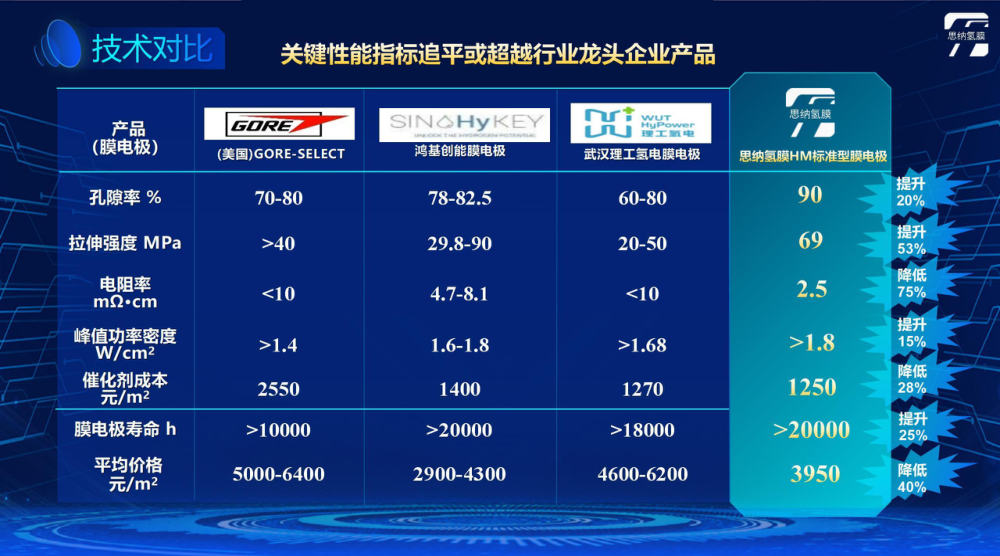 技术对比
关键性能指标追平或超越行业龙头企业产品
思纳氢膜
产品
(膜电极)
GORE
(美国)GORE-SELECT
SINOHyKEY
UNLOCK THE HYDROGEN POTENTIAL
鸿基创能膜电极
WUT
HyPower
理工氢电
武汉理工氢电膜电极
思纳氢膜
思纳氢膜HM标准型膜电极
孔隙率 % 70-80 78-82.5 60-80 90 提升
20%
拉伸强度 MPa >40 29.8-90 20-50 69 提升
53%
电阻率
mΩ·cm <10 4.7-8.1 <10 2.5 降低
75%
峰值功率密度
W/cm² >1.4 1.6-1.8 >1.68 >1.8 提升
15%
催化剂成本
元/m² 2550 1400 1270 1250 降低
28%
膜电极寿命 h >10000 >20000 >18000 >20000 提升
25%
平均价格
元/m² 5000-6400 2900-4300 4600-6200 3950 降低
40%